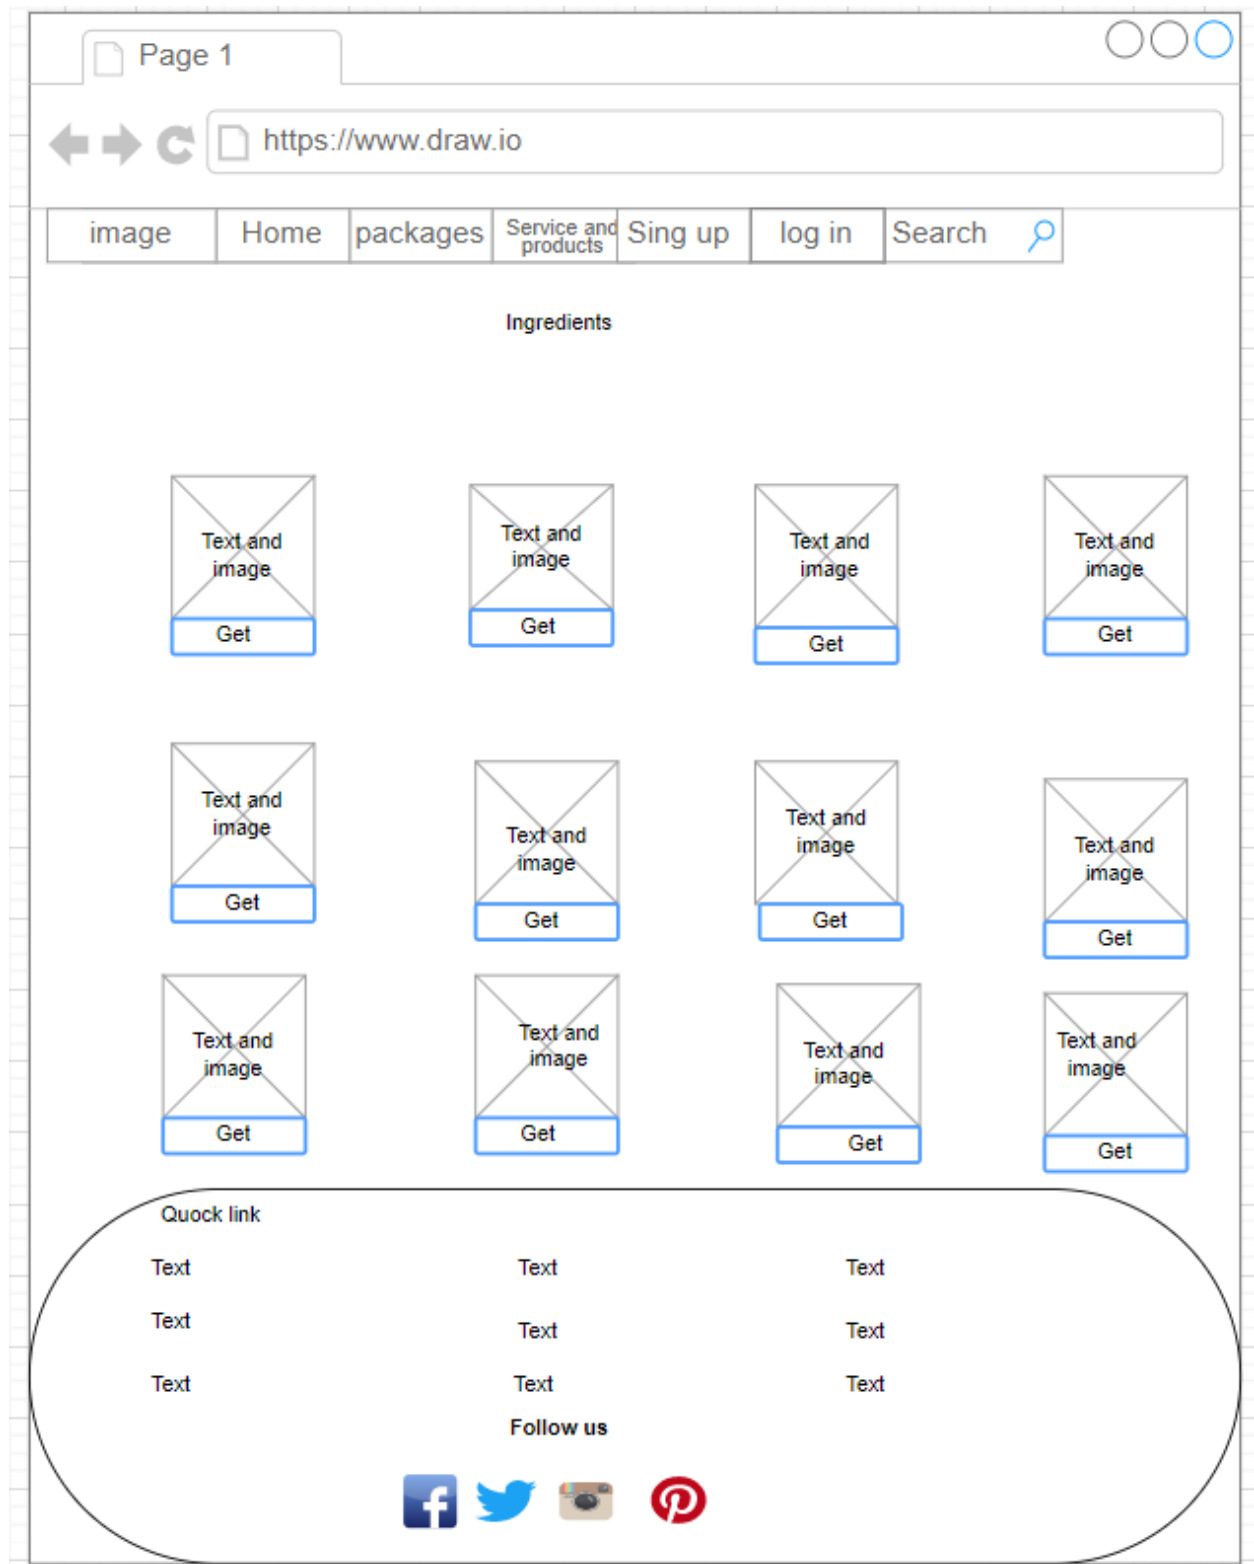 Page 1
https://www.draw.io
image Home packages Service and products Sing up log in Search
Ingredients
Text and image Text and image Text and image Text and image
Get Get Get Get
Text and image Text and image Text and image Text and image
Get Get Get Get
Text and image Text and image Text and image Text and image
Get Get Get Get
Quock link
Text Text Text
Text Text Text
Text Text Text
Follow us